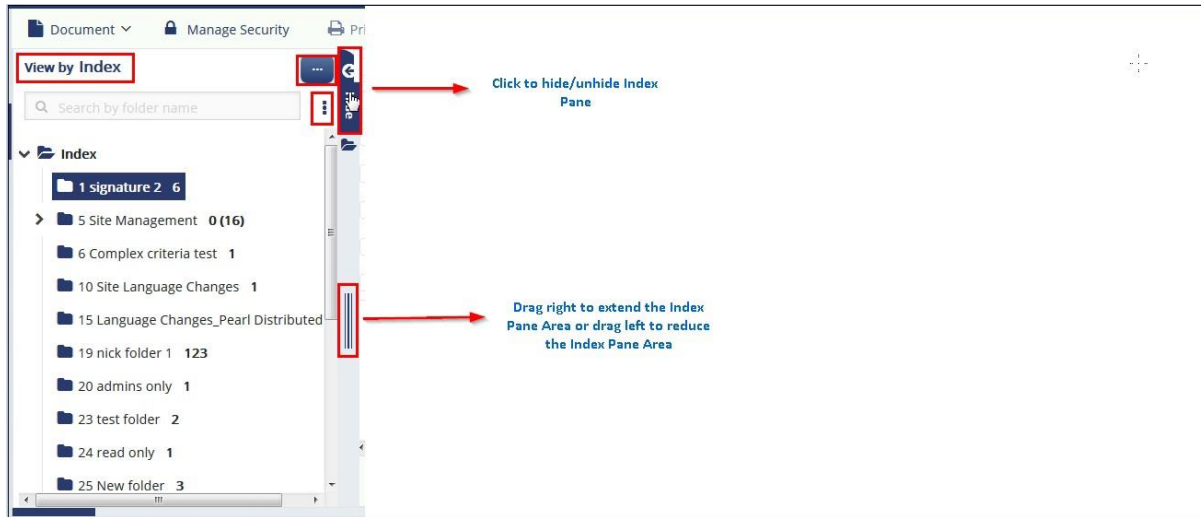 Document
Manage Security
Pri
View by Index
...
Search by folder name
Index
1 signature 2 6
5 Site Management 0 (16)
6 Complex criteria test 1
10 Site Language Changes 1
15 Language Changes_Pearl Distributed
19 nick folder 1 123
20 admins only 1
23 test folder 2
24 read only 1
25 New folder 3
Click to hide/unhide Index
Pane
Drag right to extend the Index
Pane Area or drag left to reduce
the Index Pane Area